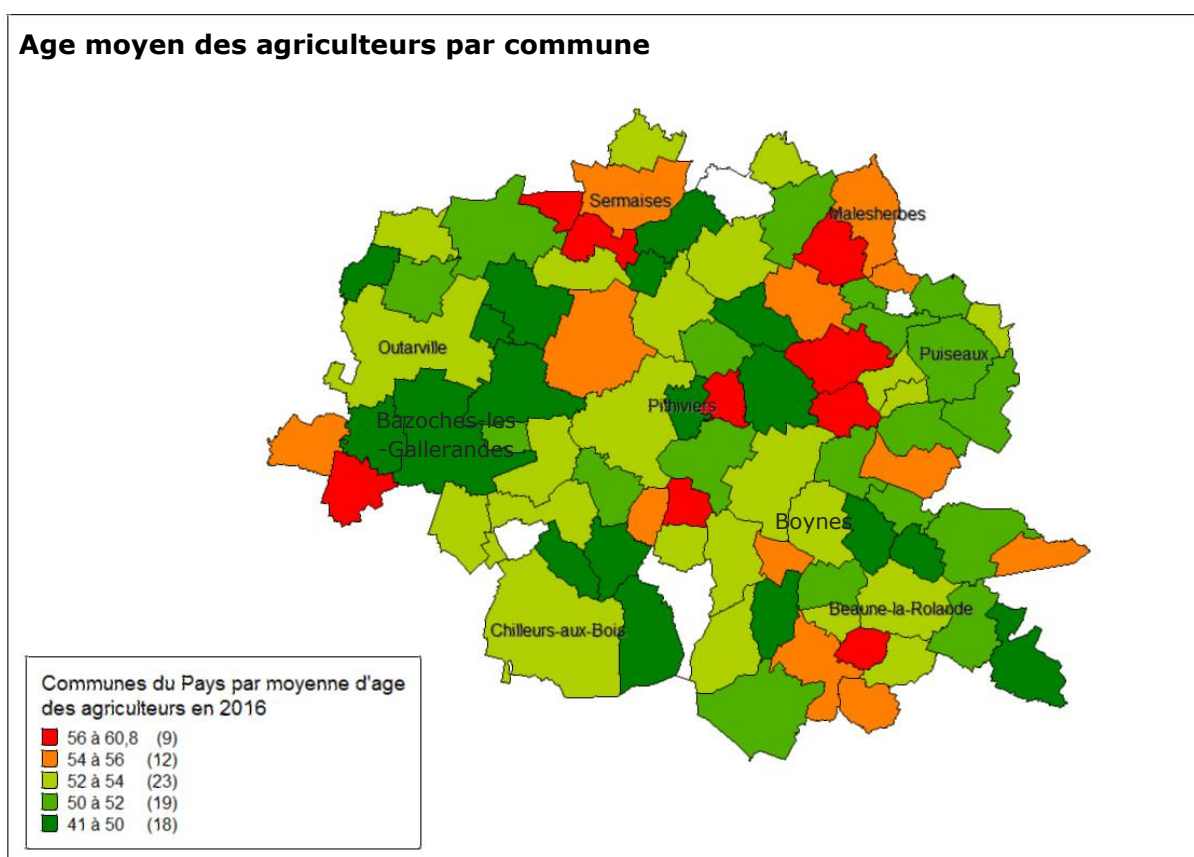 Age moyen des agriculteurs par commune
Sermaises
Malesherbes
Outarville
Puiseaux
Pithiviers
Bazoches-les
-Gallerandes
Boynes
Beaune-la-Rolande
Chilleurs-aux-Bois
Communes du Pays par moyenne d'age
des agriculteurs en 2016
56 à 60,8 (9)
54 à 56 (12)
52 à 54 (23)
50 à 52 (19)
41 à 50 (18)